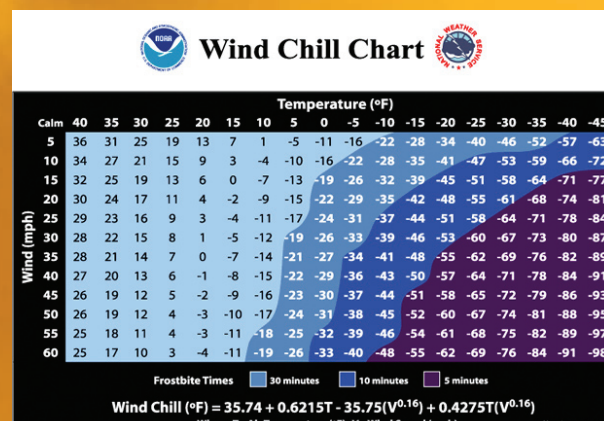 NOAA
Wind Chill Chart
NATIONAL WEATHER SERVICE
Temperature (ºF)
Calm 40 35 30 25 20 15 10 5 0 -5 -10 -15 -20 -25 -30 -35 -40 -45
Wind (mph)
5 36 31 25 19 13 7 1 -5 -11 -16 -22 -28 -34 -40 -46 -52 -57 -63
10 34 27 21 15 9 3 -4 -10 -16 -22 -28 -35 -41 -47 -53 -59 -66 -72
15 32 25 19 13 6 0 -7 -13 -19 -26 -32 -39 -45 -51 -58 -64 -71 -77
20 30 24 17 11 4 -2 -9 -15 -22 -29 -35 -42 -48 -55 -61 -68 -74 -81
25 29 23 16 9 3 -4 -11 -17 -24 -31 -37 -44 -51 -58 -64 -71 -78 -84
30 28 22 15 8 1 -5 -12 -19 -26 -33 -39 -46 -53 -60 -67 -73 -80 -87
35 28 21 14 7 0 -7 -14 -21 -27 -34 -41 -48 -55 -62 -69 -76 -82 -89
40 27 20 13 6 -1 -8 -15 -22 -29 -36 -43 -50 -57 -64 -71 -78 -84 -91
45 26 19 12 5 -2 -9 -16 -23 -30 -37 -44 -51 -58 -65 -72 -79 -86 -93
50 26 19 12 4 -3 -10 -17 -24 -31 -38 -45 -52 -60 -67 -74 -81 -88 -95
55 25 18 11 4 -3 -11 -18 -25 -32 -39 -46 -54 -61 -68 -75 -82 -89 -97
60 25 17 10 3 -4 -11 -19 -26 -33 -40 -48 -55 -62 -69 -76 -84 -91 -98
Frostbite Times 30 minutes 10 minutes 5 minutes
Wind Chill (ºF) = 35.74 + 0.6215T - 35.75(V0.16) + 0.4275T(V0.16)